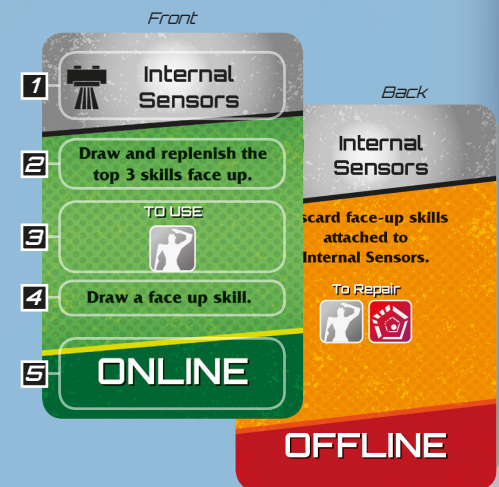 Front
1
Internal
Sensors
2
Draw and replenish the
top 3 skills face up.
3
TO USE
4
Draw a face up skill.
5
ONLINE
Back
Internal
Sensors
face-up skills
attached to
Internal Sensors.
To Repair
OFFLINE